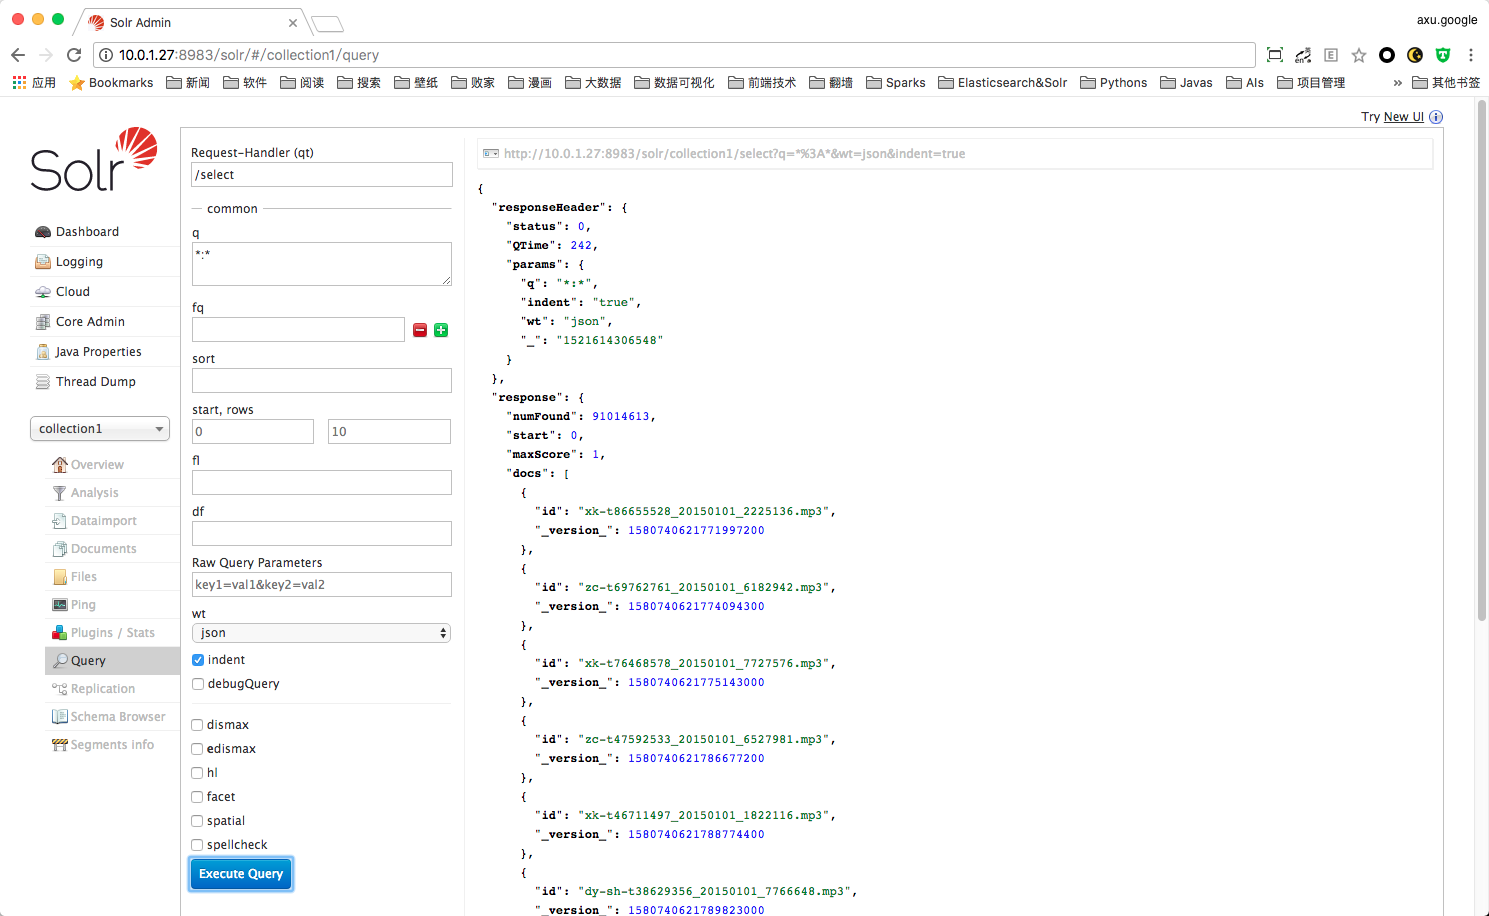 Solr Admin
axu.google
10.0.1.27:8983/solr/#/collection1/query
应用 Bookmarks 新闻 软件 阅读 搜索 壁纸 败家 漫画 大数据 数据可视化 前端技术 翻墙 Sparks Elasticsearch&Solr Pythons Javas AIs 项目管理 » 其他书签
Try New UI
Solr
Dashboard
Logging
Cloud
Core Admin
Java Properties
Thread Dump
collection1
Overview
Analysis
Dataimport
Documents
Files
Ping
Plugins / Stats
Query
Replication
Schema Browser
Segments Info
Request-Handler (qt)
/select
common
q
*:*
fq
sort
start, rows
0 10
fl
df
Raw Query Parameters
key1=val1&key2=val2
wt
json
indent
debugQuery
dismax
edismax
hl
facet
spatial
spellcheck
Execute Query
http://10.0.1.27:8983/solr/collection1/select?q=*%3A*&wt=json&indent=true
{
"responseHeader": {
"status": 0,
"QTime": 242,
"params": {
"q": "*:*",
"indent": "true",
"wt": "json",
"_": "1521614306548"
}
},
"response": {
"numFound": 91014613,
"start": 0,
"maxScore": 1,
"docs": [
{
"id": "xk-t86655528_20150101_2225136.mp3",
"_version_": 1580740621771997200
},
{
"id": "zc-t69762761_20150101_6182942.mp3",
"_version_": 1580740621774094300
},
{
"id": "xk-t76468578_20150101_7727576.mp3",
"_version_": 1580740621775143000
},
{
"id": "zc-t47592533_20150101_6527981.mp3",
"_version_": 1580740621786677200
},
{
"id": "xk-t46711497_20150101_1822116.mp3",
"_version_": 1580740621788774400
},
{
"id": "dy-sh-t38629356_20150101_7766648.mp3",
"_version_": 1580740621789823000